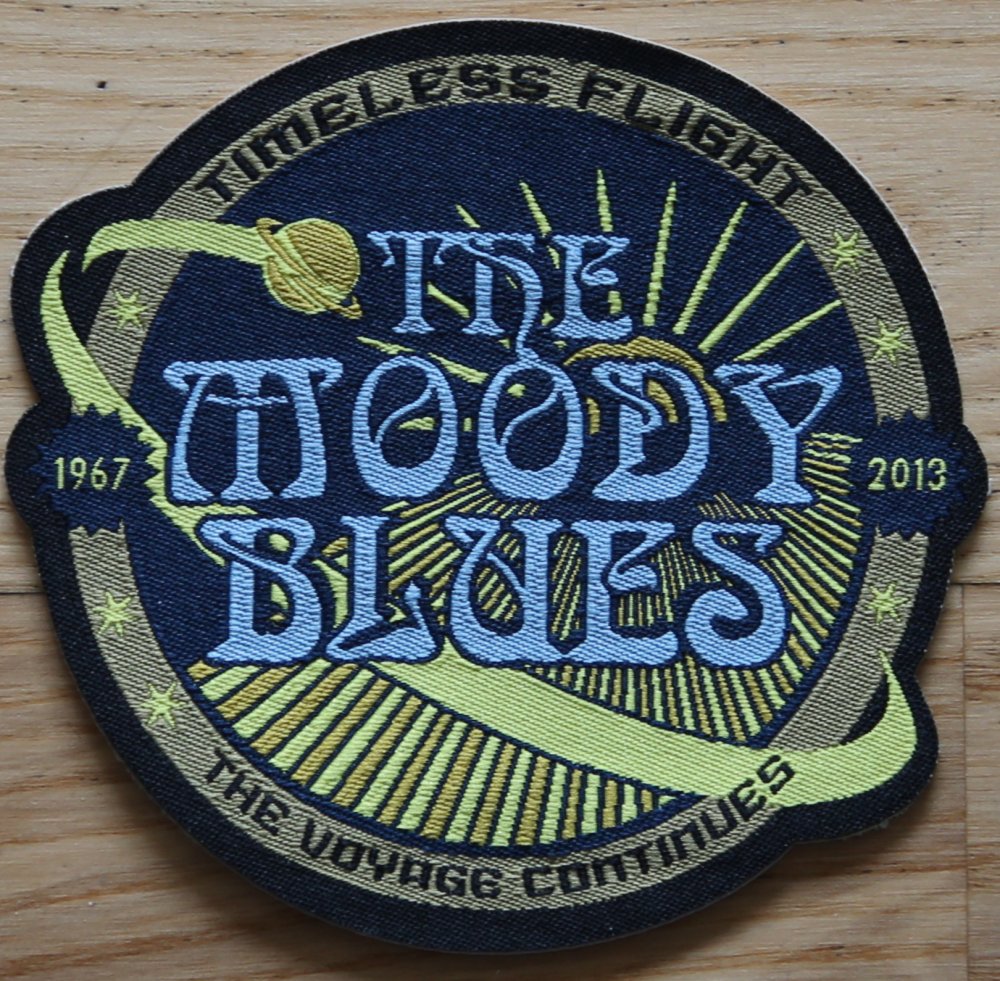 TIMELESS FLIGHT
THE
MOODY
BLUES
1967
2013
THE VOYAGE CONTINUES